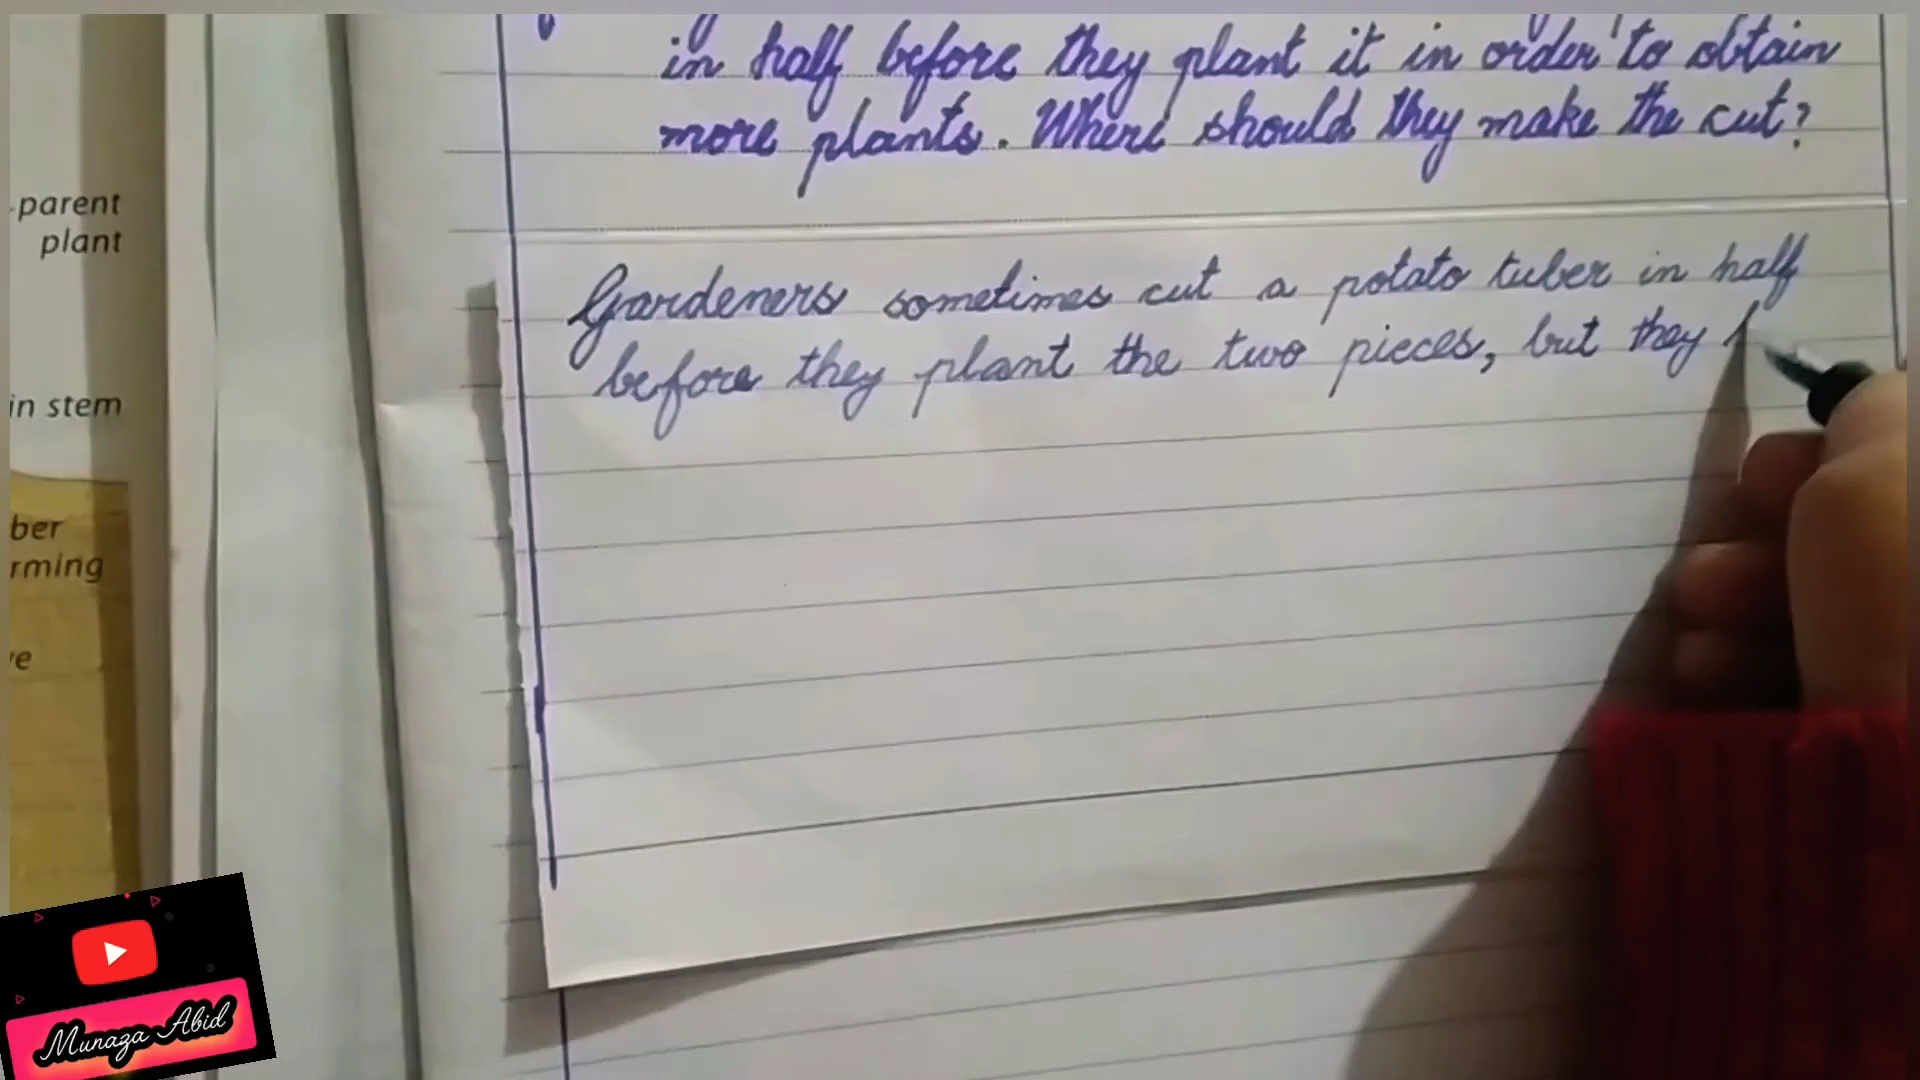 in half before they plant it in order to obtain
more plants. Where should they make the cut?
Gardeners sometimes cut a potato tuber in half
before they plant the two pieces, but they
parent
plant
in stem
ber
rming
Munaza Abid